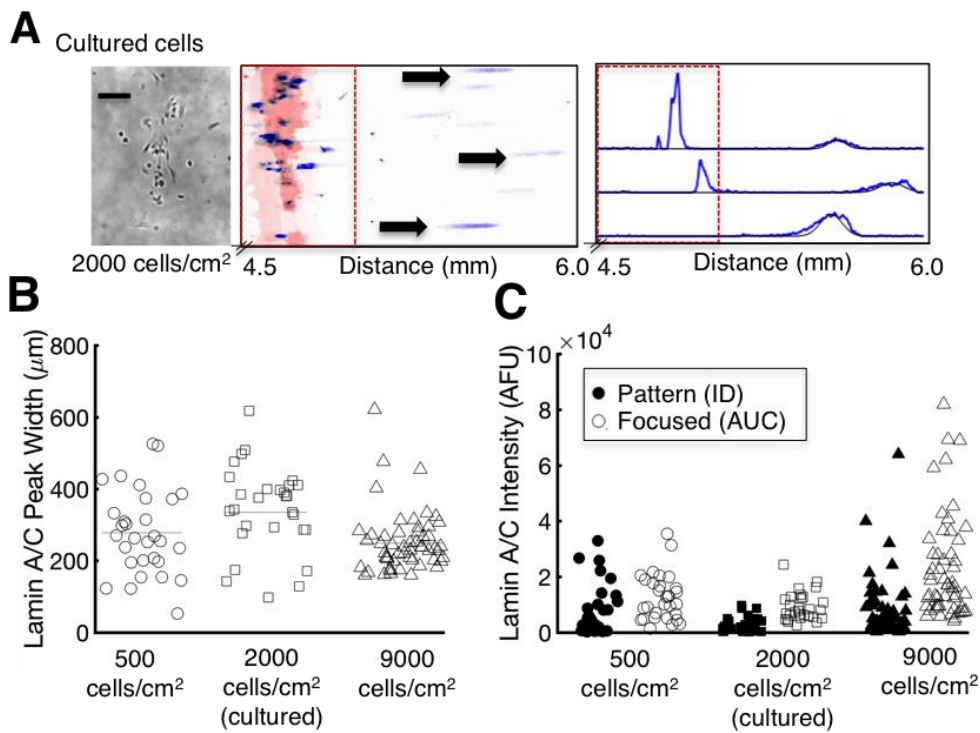 A
Cultured cells
2000 cells/cm²
4.5 Distance (mm) 6.0
4.5 Distance (mm) 6.0
B
Lamin A/C Peak Width (μm)
800
600
400
200
0
500
cells/cm²
2000
cells/cm²
(cultured)
9000
cells/cm²
C
Lamin A/C Intensity (AFU)
×10⁴
10
8
6
4
2
0
Pattern (ID)
Focused (AUC)
500
cells/cm²
2000
cells/cm²
(cultured)
9000
cells/cm²